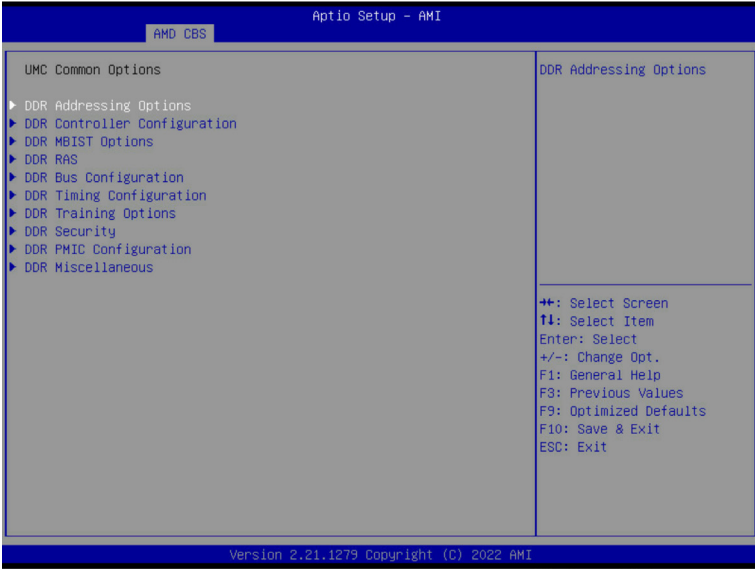 Aptio Setup – AMI
AMD CBS
UMC Common Options
DDR Addressing Options
DDR Controller Configuration
DDR MBIST Options
DDR RAS
DDR Bus Configuration
DDR Timing Configuration
DDR Training Options
DDR Security
DDR PMIC Configuration
DDR Miscellaneous
DDR Addressing Options
→←: Select Screen
↑↓: Select Item
Enter: Select
+/-: Change Opt.
F1: General Help
F3: Previous Values
F9: Optimized Defaults
F10: Save & Exit
ESC: Exit
Version 2.21.1279 Copyright (C) 2022 AMI